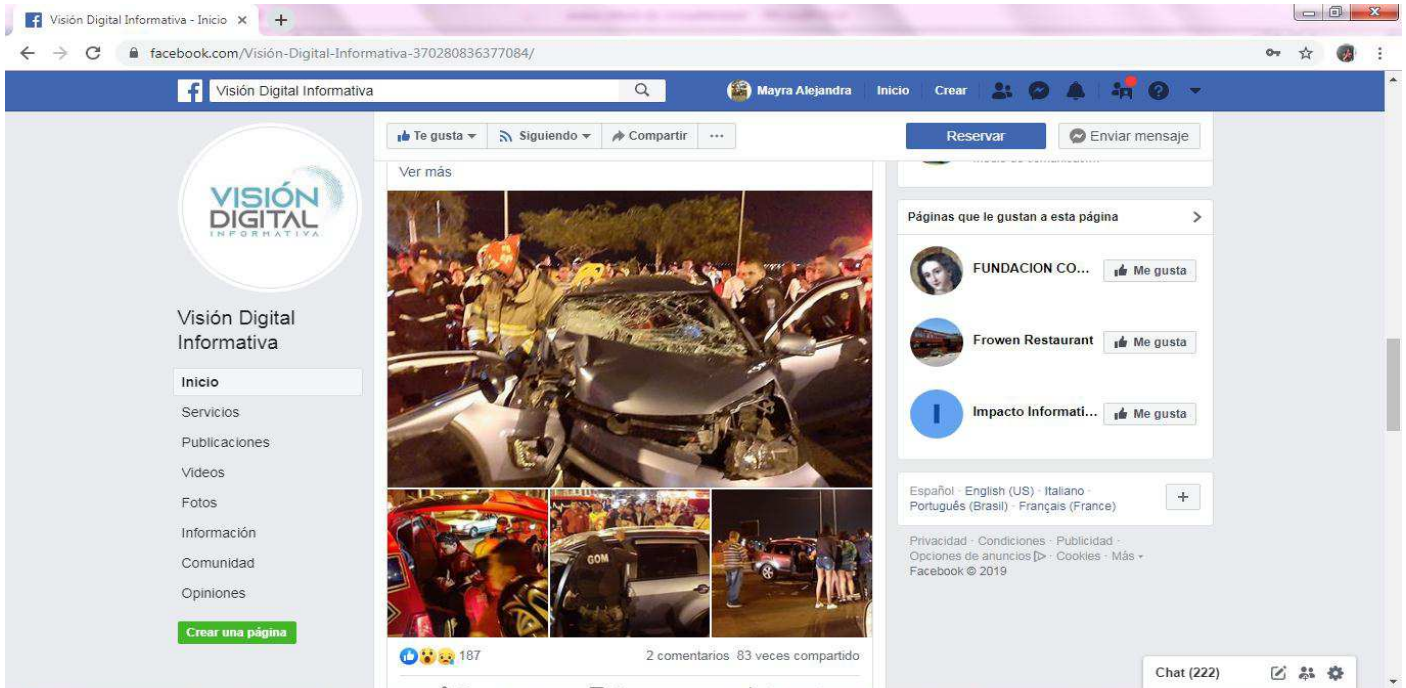 Visión Digital Informativa - Inicio
facebook.com/Visión-Digital-Informativa-370280836377084/
Visión Digital Informativa
Mayra Alejandra
Inicio
Crear
Te gusta
Siguiendo
Compartir
Reservar
Enviar mensaje
VISIÓN
DIGITAL
INFORMATIVA
Visión Digital
Informativa
Inicio
Servicios
Publicaciones
Videos
Fotos
Información
Comunidad
Opiniones
Crear una página
Ver más
GOM
187
2 comentarios 83 veces compartido
Páginas que le gustan a esta página
FUNDACION CO...
Me gusta
Frowen Restaurant
Me gusta
I
Impacto Informati...
Me gusta
Español · English (US) · Italiano ·
Português (Brasil) · Français (France)
Privacidad · Condiciones · Publicidad ·
Opciones de anuncios · Cookies · Más
Facebook © 2019
Chat (222)